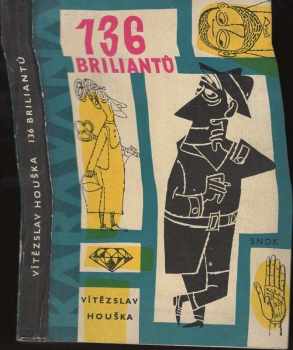 VÍTĚZSLAV HOUŠKA 136 BRILIANTŮ
KARAVANA
136
BRILIANTŮ
SNDK
VÍTĚZSLAV
HOUŠKA